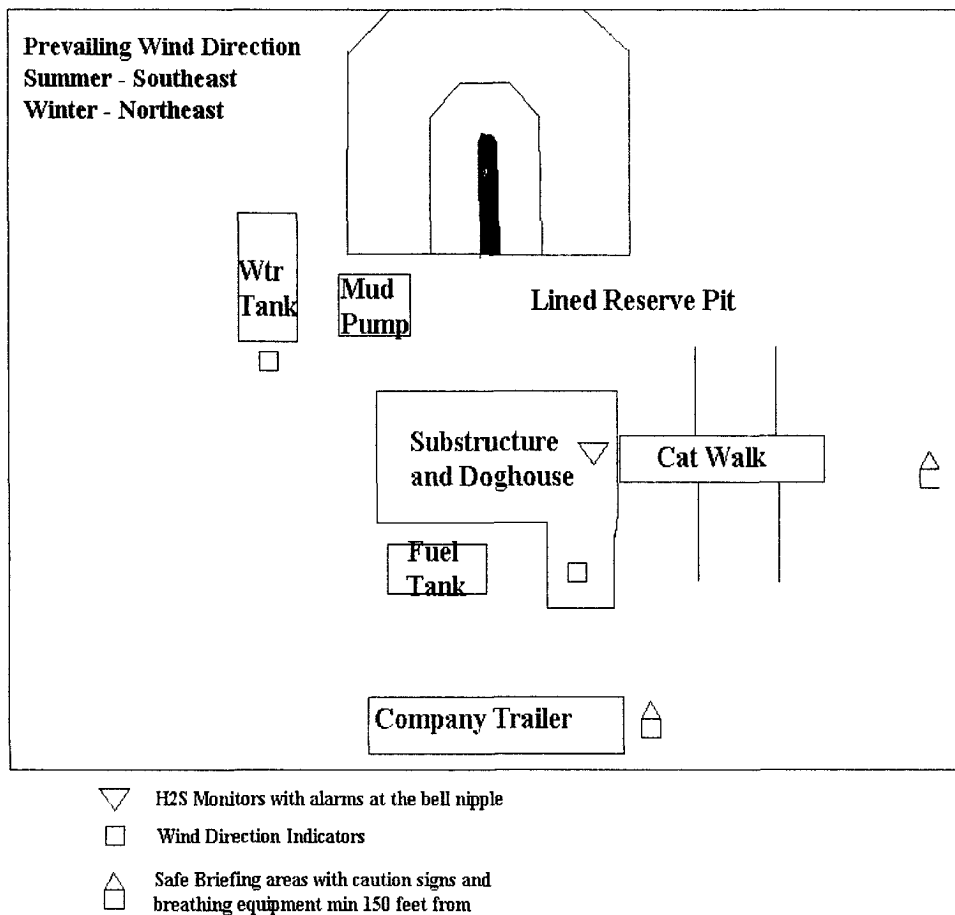 Prevailing Wind Direction
Summer - Southeast
Winter - Northeast
Wtr
Tank
Mud
Pump
Lined Reserve Pit
Substructure
and Doghouse
Cat Walk
Fuel
Tank
Company Trailer
H2S Monitors with alarms at the bell nipple
Wind Direction Indicators
Safe Briefing areas with caution signs and
breathing equipment min 150 feet from